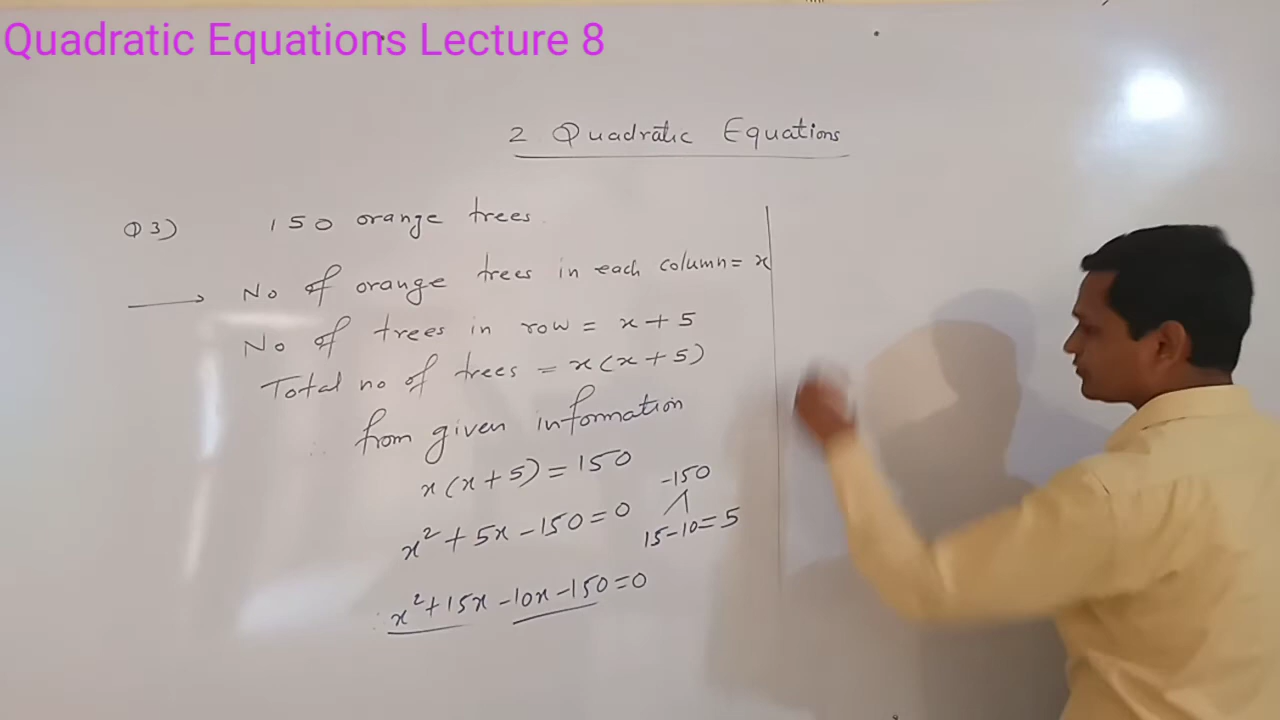 Quadratic Equations Lecture 8
2 Quadratic Equations
Q3) 150 orange trees.
No of orange trees in each column = x
No of trees in row = x + 5
Total no of trees = x(x + 5)
∴ from given information
x(x + 5) = 150
x² + 5x - 150 = 0
-150
15 - 10 = 5
∴ x² + 15x - 10x - 150 = 0